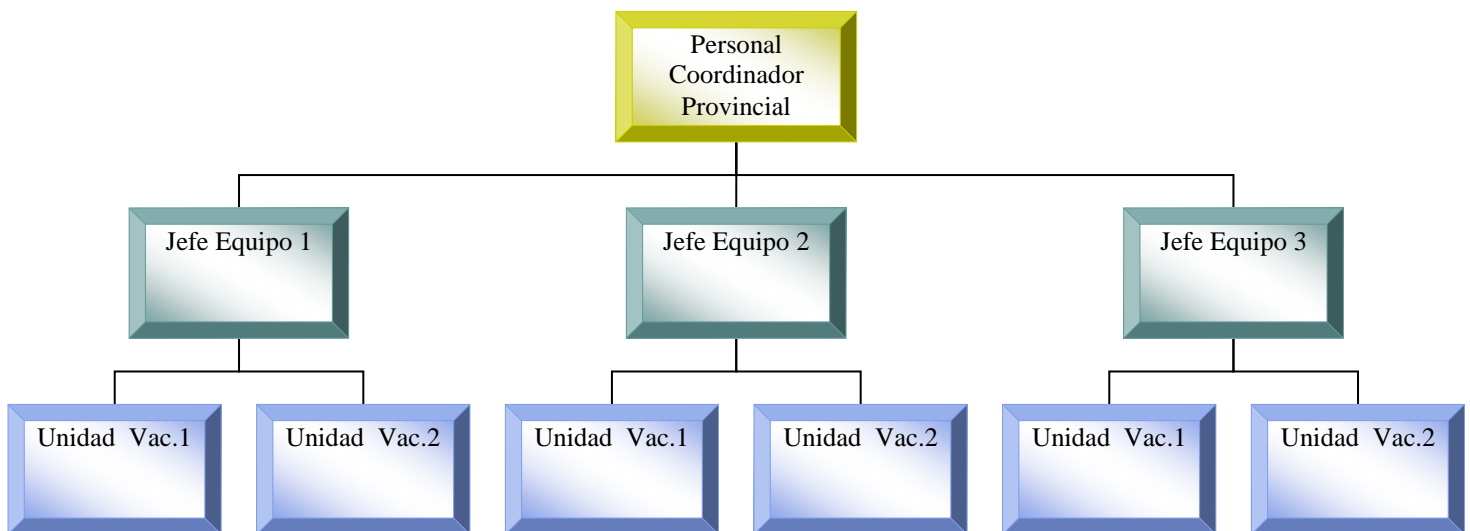 Personal
Coordinador
Provincial
Jefe Equipo 1
Jefe Equipo 2
Jefe Equipo 3
Unidad  Vac.1
Unidad  Vac.2
Unidad  Vac.1
Unidad  Vac.2
Unidad  Vac.1
Unidad  Vac.2